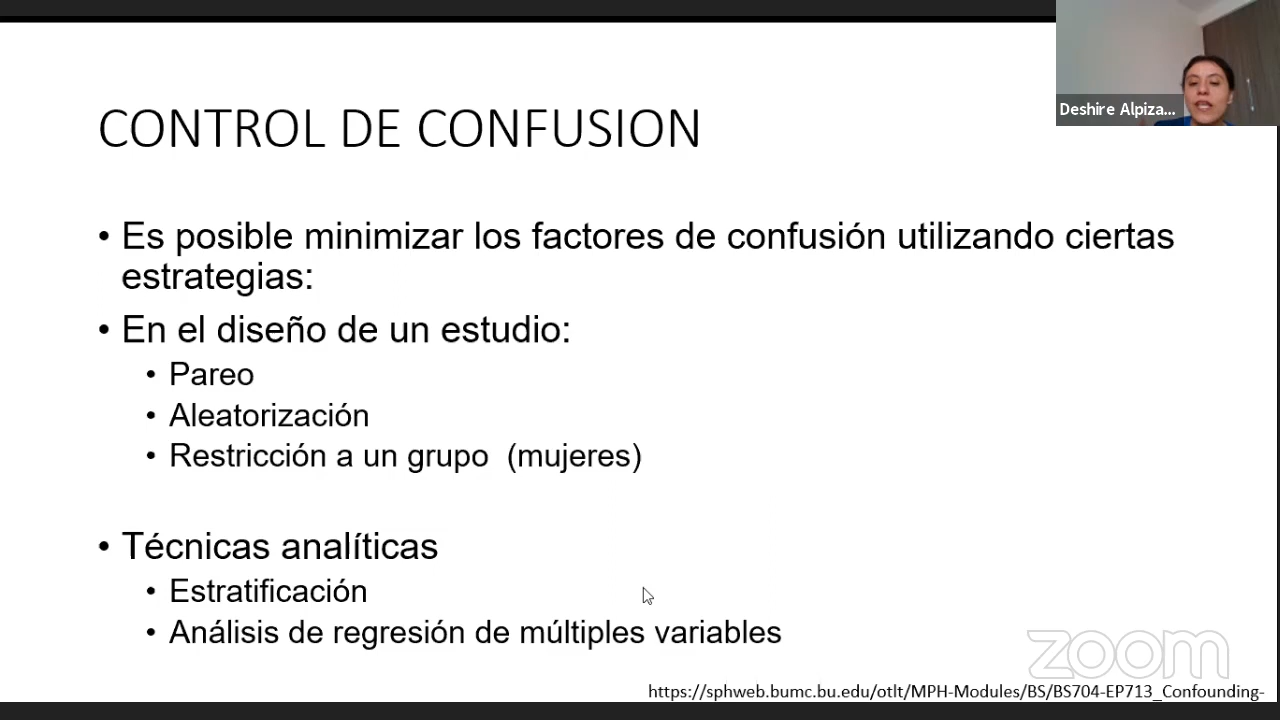 Deshire Alpiza...
CONTROL DE CONFUSION
• Es posible minimizar los factores de confusión utilizando ciertas
estrategias:
• En el diseño de un estudio:
• Pareo
• Aleatorización
• Restricción a un grupo  (mujeres)
• Técnicas analíticas
• Estratificación
• Análisis de regresión de múltiples variables
zoom
https://sphweb.bumc.bu.edu/otlt/MPH-Modules/BS/BS704-EP713_Confounding-